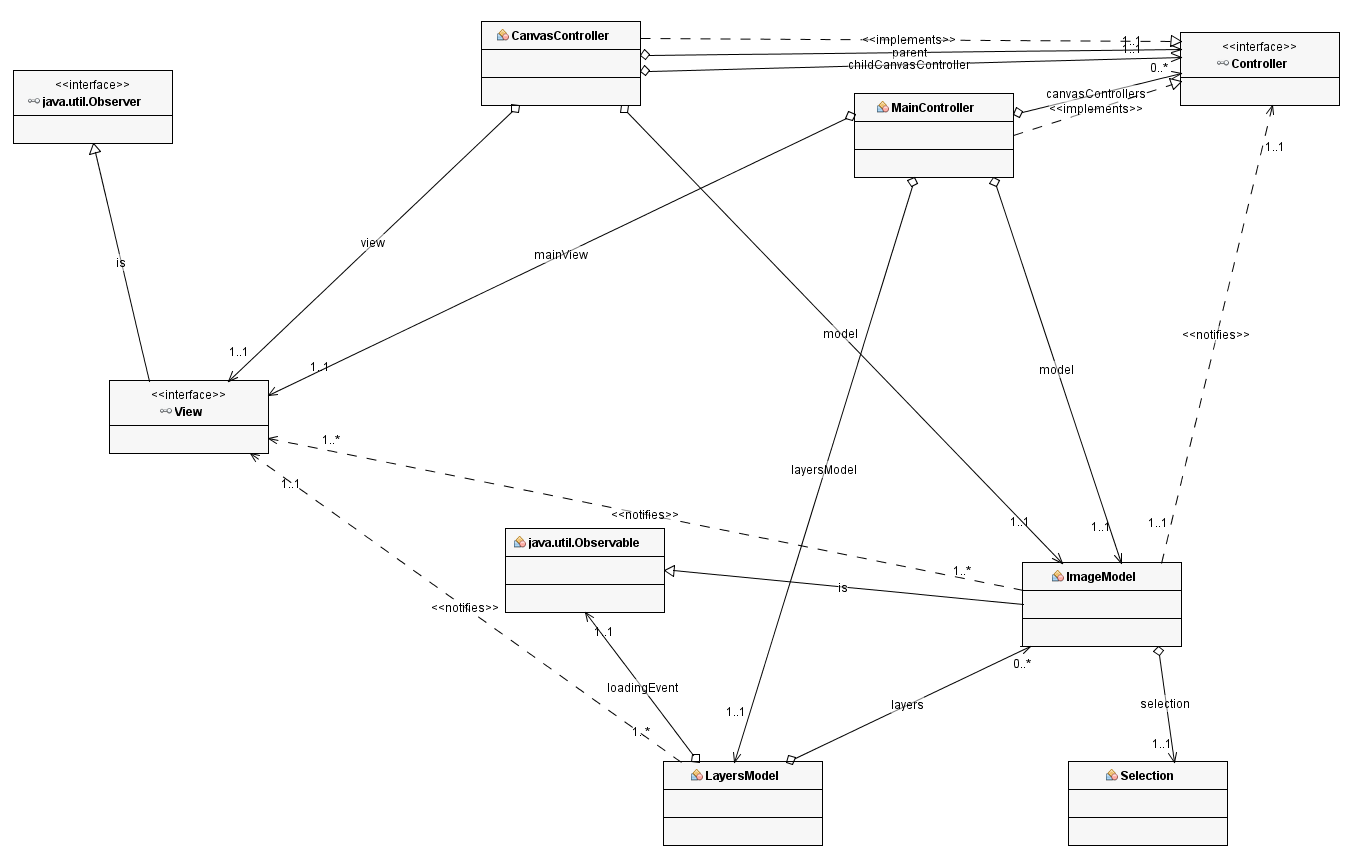 CanvasController
<<implements>>
1..1
parent
1..1
childCanvasController
0..*
<<interface>>
Controller
<<interface>>
java.util.Observer
MainController
canvasControllers
<<implements>>
1..1
view
mainView
is
model
<<notifies>>
1..1
1..1
model
<<interface>>
View
1..*
layersModel
1..1
<<notifies>>
1..1
1..1
1..1
java.util.Observable
1..*
ImageModel
is
<<notifies>>
1..1
0..*
loadingEvent
layers
selection
1..1
1..*
1..1
LayersModel
Selection